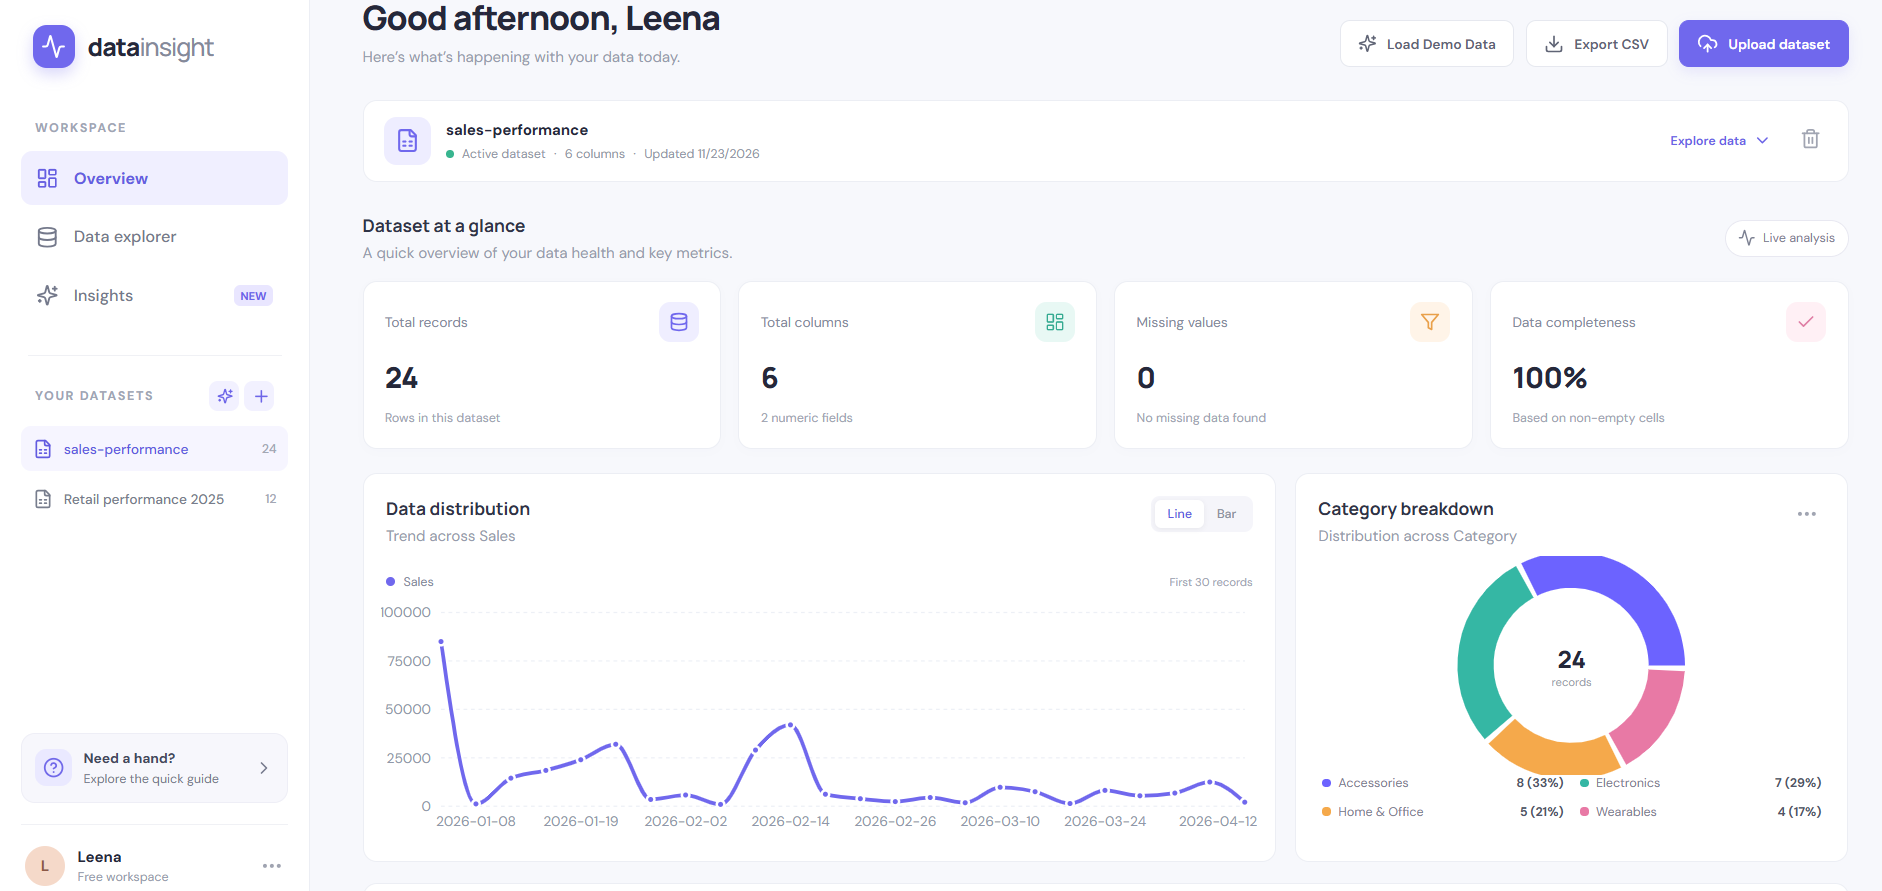 datainsight
WORKSPACE
Overview
Data explorer
Insights NEW
YOUR DATASETS
sales-performance 24
Retail performance 2025 12
Need a hand?
Explore the quick guide
L
Leena
Free workspace
Good afternoon, Leena
Here's what's happening with your data today.
Load Demo Data
Export CSV
Upload dataset
sales-performance
Active dataset · 6 columns · Updated 11/23/2026
Explore data
Dataset at a glance
A quick overview of your data health and key metrics.
Live analysis
Total records
24
Rows in this dataset
Total columns
6
2 numeric fields
Missing values
0
No missing data found
Data completeness
100%
Based on non-empty cells
Data distribution
Trend across Sales
Line Bar
Sales
First 30 records
100000
75000
50000
25000
0
2026-01-08 2026-01-19 2026-02-02 2026-02-14 2026-02-26 2026-03-10 2026-03-24 2026-04-12
Category breakdown
Distribution across Category
24
records
Accessories 8 (33%) Electronics 7 (29%)
Home & Office 5 (21%) Wearables 4 (17%)